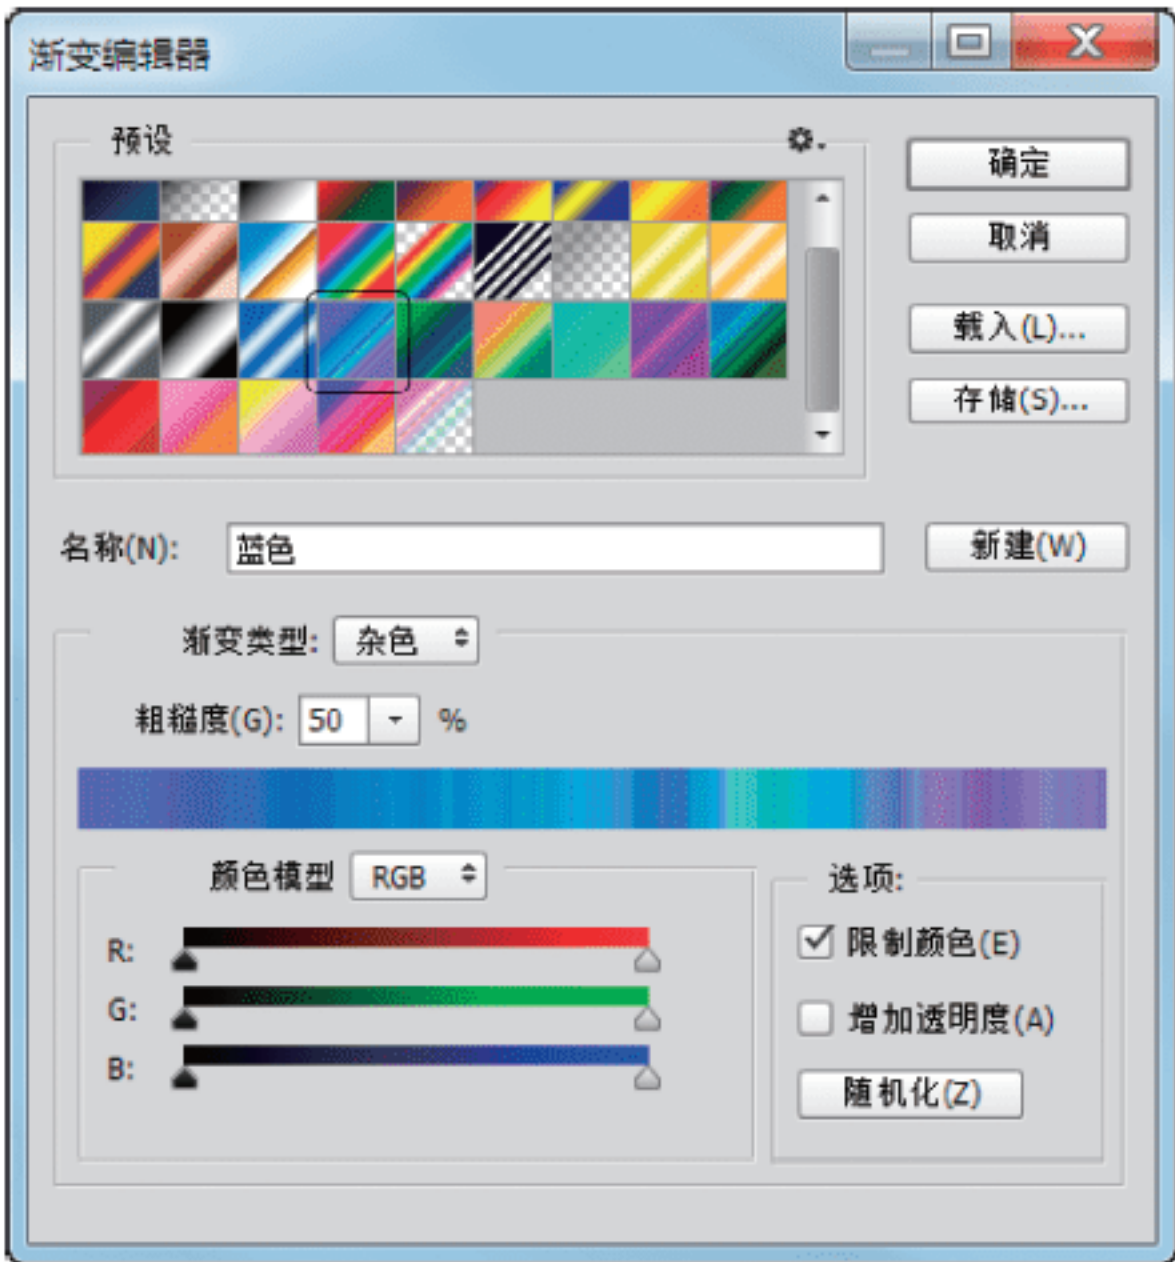 渐变编辑器
预设
确定
取消
载入(L)...
存储(S)...
名称(N): 蓝色
新建(W)
渐变类型: 杂色
粗糙度(G): 50 %
颜色模型 RGB
选项:
R:
限制颜色(E)
G:
增加透明度(A)
B:
随机化(Z)